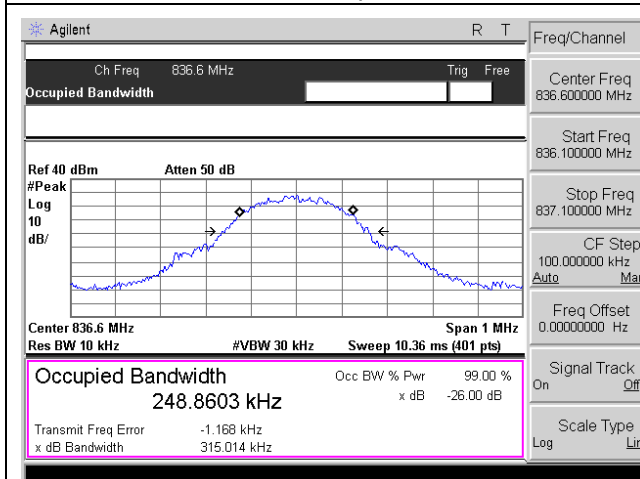 Agilent R T
Freq/Channel
Ch Freq 836.6 MHz Trig Free
Occupied Bandwidth
Center Freq
836.600000 MHz
Start Freq
836.100000 MHz
Stop Freq
837.100000 MHz
CF Step
100.000000 kHz
Auto Man
Freq Offset
0.00000000 Hz
Signal Track
On Off
Scale Type
Log Lin
Ref 40 dBm Atten 50 dB
#Peak
Log
10
dB/
Center 836.6 MHz Span 1 MHz
Res BW 10 kHz #VBW 30 kHz Sweep 10.36 ms (401 pts)
Occupied Bandwidth Occ BW % Pwr 99.00 %
248.8603 kHz x dB -26.00 dB
Transmit Freq Error -1.168 kHz
x dB Bandwidth 315.014 kHz